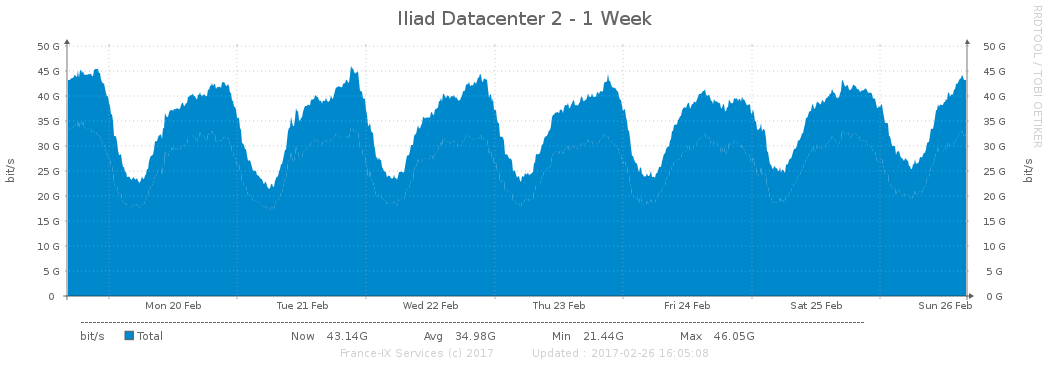 Iliad Datacenter 2 - 1 Week
RRDTOOL / TOBI OETIKER
bit/s
50 G 50 G
45 G 45 G
40 G 40 G
35 G 35 G
30 G 30 G
25 G 25 G
20 G 20 G
15 G 15 G
10 G 10 G
5 G 5 G
0 0 G
bit/s
Mon 20 Feb Tue 21 Feb Wed 22 Feb Thu 23 Feb Fri 24 Feb Sat 25 Feb Sun 26 Feb
bit/s Total Now 43.14G Avg 34.98G Min 21.44G Max 46.05G
France-IX Services (c) 2017 Updated : 2017-02-26 16:05:08